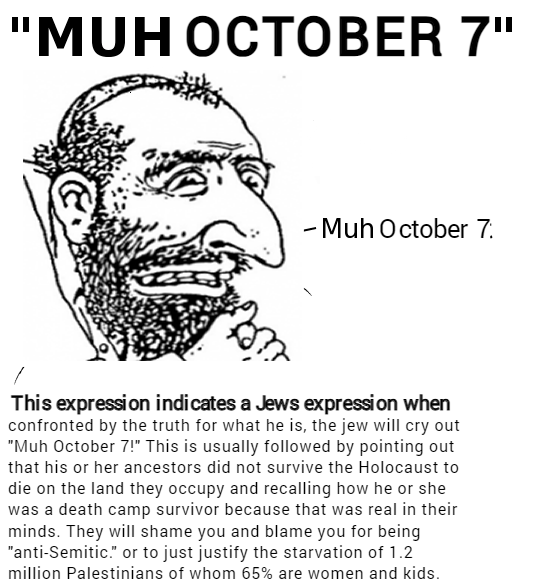 "MUH OCTOBER 7"
- Muh October 7.
This expression indicates a Jews expression when
confronted by the truth for what he is, the jew will cry out
"Muh October 7!" This is usually followed by pointing out
that his or her ancestors did not survive the Holocaust to
die on the land they occupy and recalling how he or she
was a death camp survivor because that was real in their
minds. They will shame you and blame you for being
"anti-Semitic." or to just justify the starvation of 1.2
million Palestinians of whom 65% are women and kids.